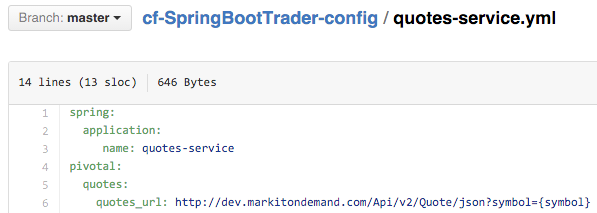 Branch: master cf-SpringBootTrader-config / quotes-service.yml
14 lines (13 sloc) 646 Bytes
1 spring:
2   application:
3     name: quotes-service
4 pivotal:
5   quotes:
6    quotes_url: http://dev.markitondemand.com/Api/v2/Quote/json?symbol={symbol}